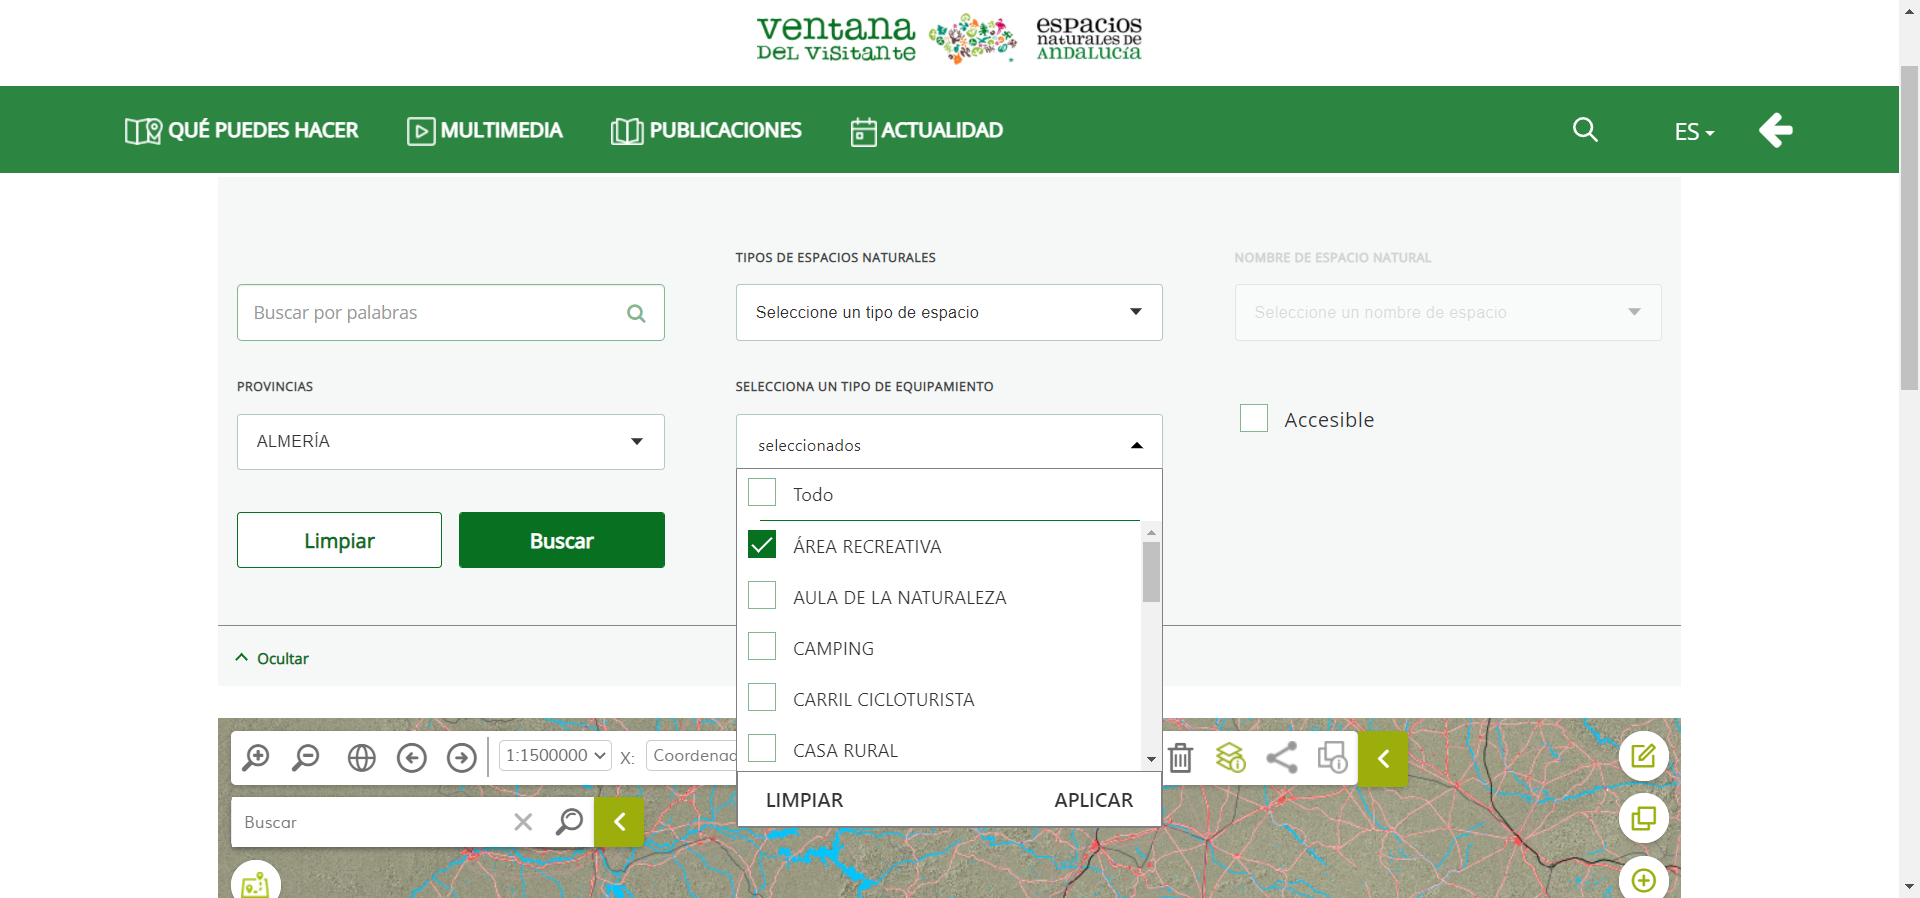 ventana
DEL VISITANTE
espacios
naturales de
ANDALUCÍA
QUÉ PUEDES HACER
MULTIMEDIA
PUBLICACIONES
ACTUALIDAD
ES
TIPOS DE ESPACIOS NATURALES
NOMBRE DE ESPACIO NATURAL
Buscar por palabras
Seleccione un tipo de espacio
Seleccione un nombre de espacio
PROVINCIAS
SELECCIONA UN TIPO DE EQUIPAMIENTO
ALMERÍA
seleccionados
Accesible
Todo
Limpiar
Buscar
ÁREA RECREATIVA
AULA DE LA NATURALEZA
CAMPING
CARRIL CICLOTURISTA
CASA RURAL
LIMPIAR
APLICAR
Ocultar
1:1500000
X:
Coordenad
Buscar